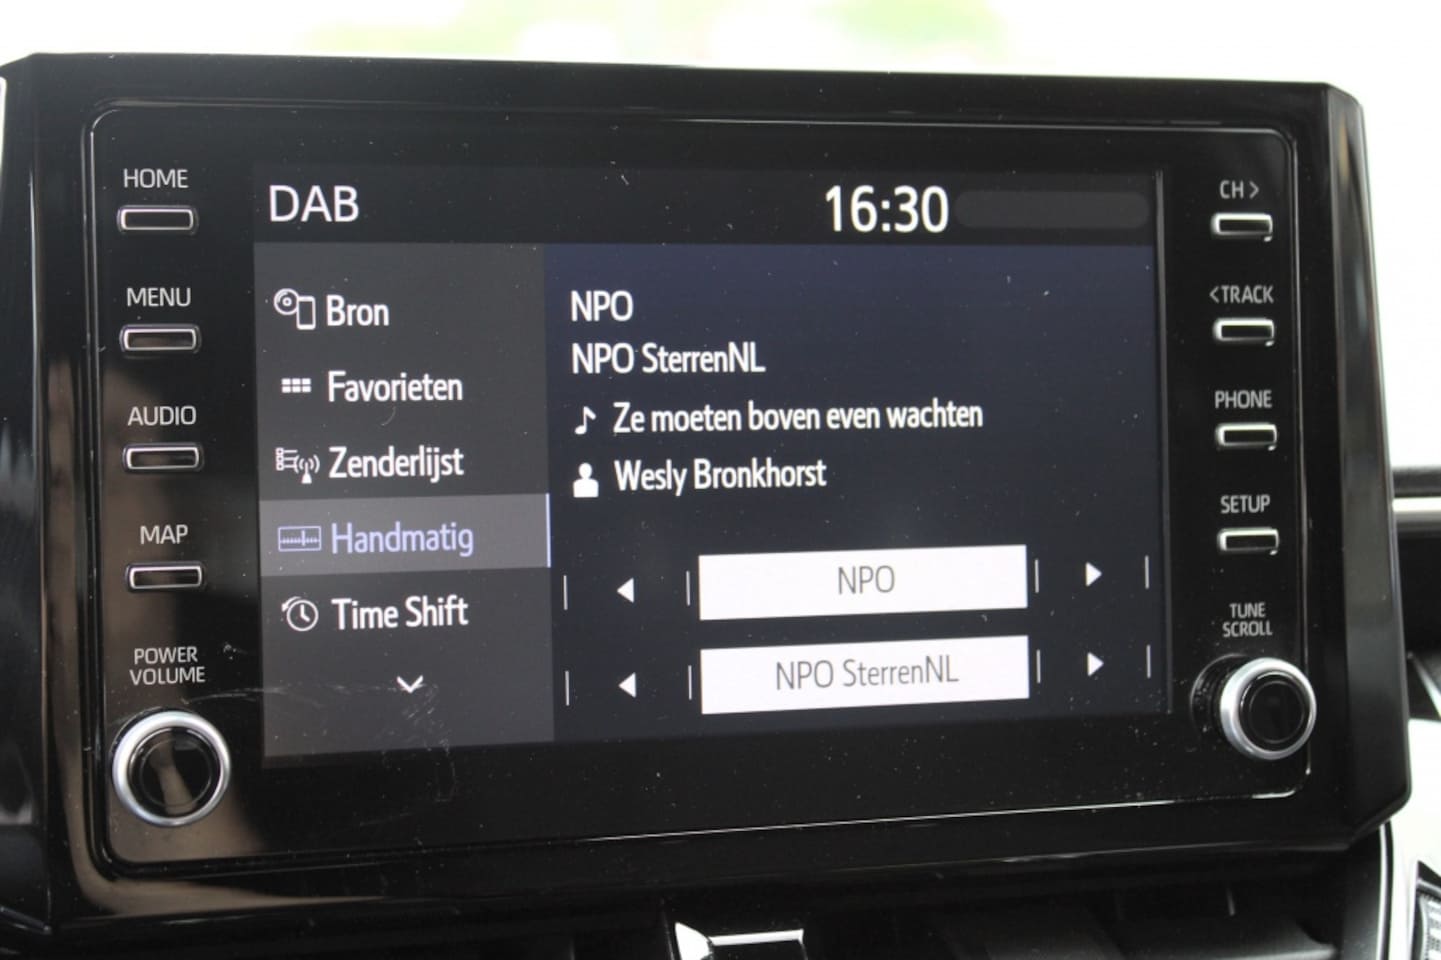 HOME
MENU
AUDIO
MAP
POWER
VOLUME
DAB
16:30
Bron
Favorieten
Zenderlijst
Handmatig
Time Shift
NPO
NPO SterrenNL
Ze moeten boven even wachten
Wesly Bronkhorst
NPO
NPO SterrenNL
CH >
<TRACK
PHONE
SETUP
TUNE
SCROLL